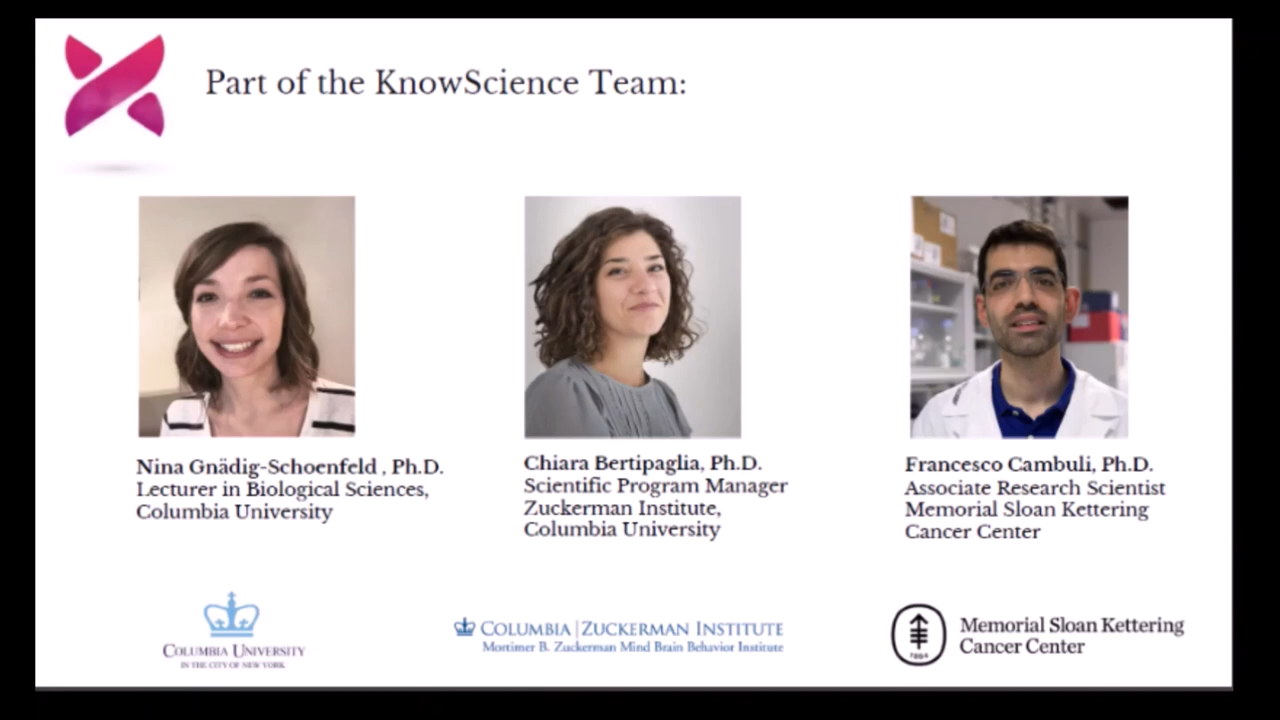 Part of the KnowScience Team:
Nina Gnädig-Schoenfeld , Ph.D.
Lecturer in Biological Sciences,
Columbia University
Chiara Bertipaglia, Ph.D.
Scientific Program Manager
Zuckerman Institute,
Columbia University
Francesco Cambuli, Ph.D.
Associate Research Scientist
Memorial Sloan Kettering
Cancer Center
COLUMBIA UNIVERSITY
IN THE CITY OF NEW YORK
COLUMBIA | ZUCKERMAN INSTITUTE
Mortimer B. Zuckerman Mind Brain Behavior Institute
1884
Memorial Sloan Kettering
Cancer Center